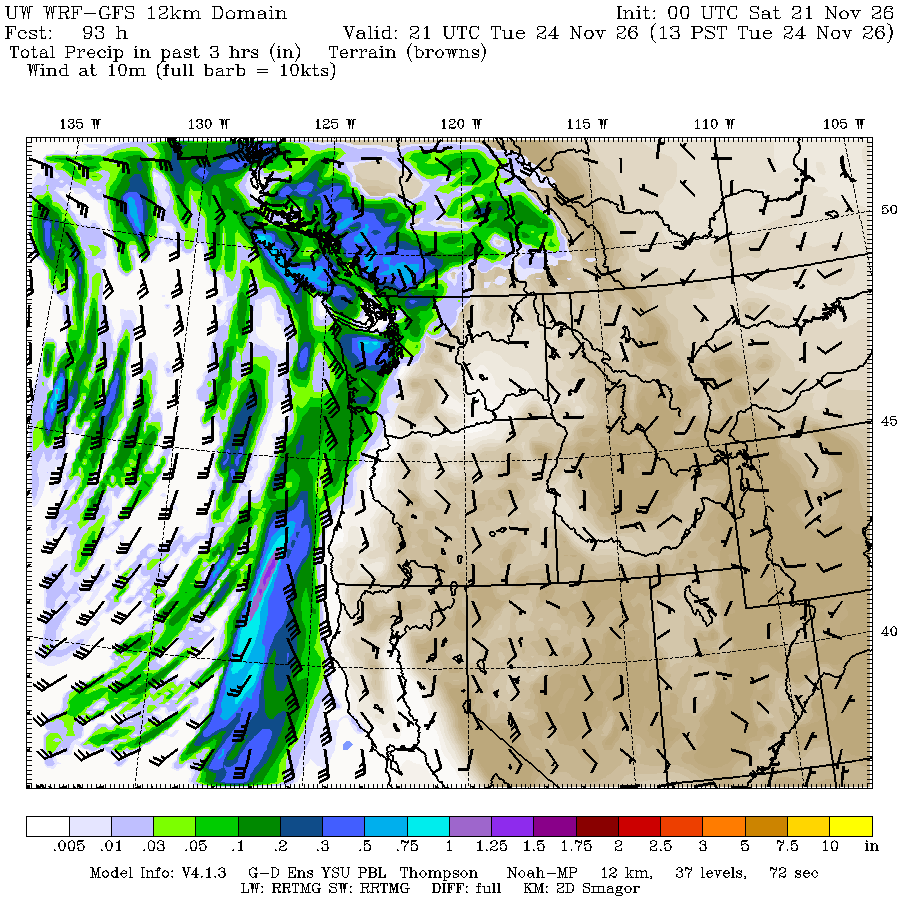 UW WRF-GFS 12km Domain Init: 00 UTC Sat 21 Nov 26
Fcst: 93 h Valid: 21 UTC Tue 24 Nov 26 (13 PST Tue 24 Nov 26)
Total Precip in past 3 hrs (in) Terrain (browns)
Wind at 10m (full barb = 10kts)
135 W 130 W 125 W 120 W 115 W 110 W 105 W
50
45
40
.005 .01 .03 .05 .1 .2 .3 .5 .75 1 1.25 1.5 1.75 2 2.5 3 5 7.5 10 in
Model Info: V4.1.3 G-D Ens YSU PBL Thompson Noah-MP 12 km, 37 levels, 72 sec
LW: RRTMG SW: RRTMG DIFF: full KM: 2D Smagor